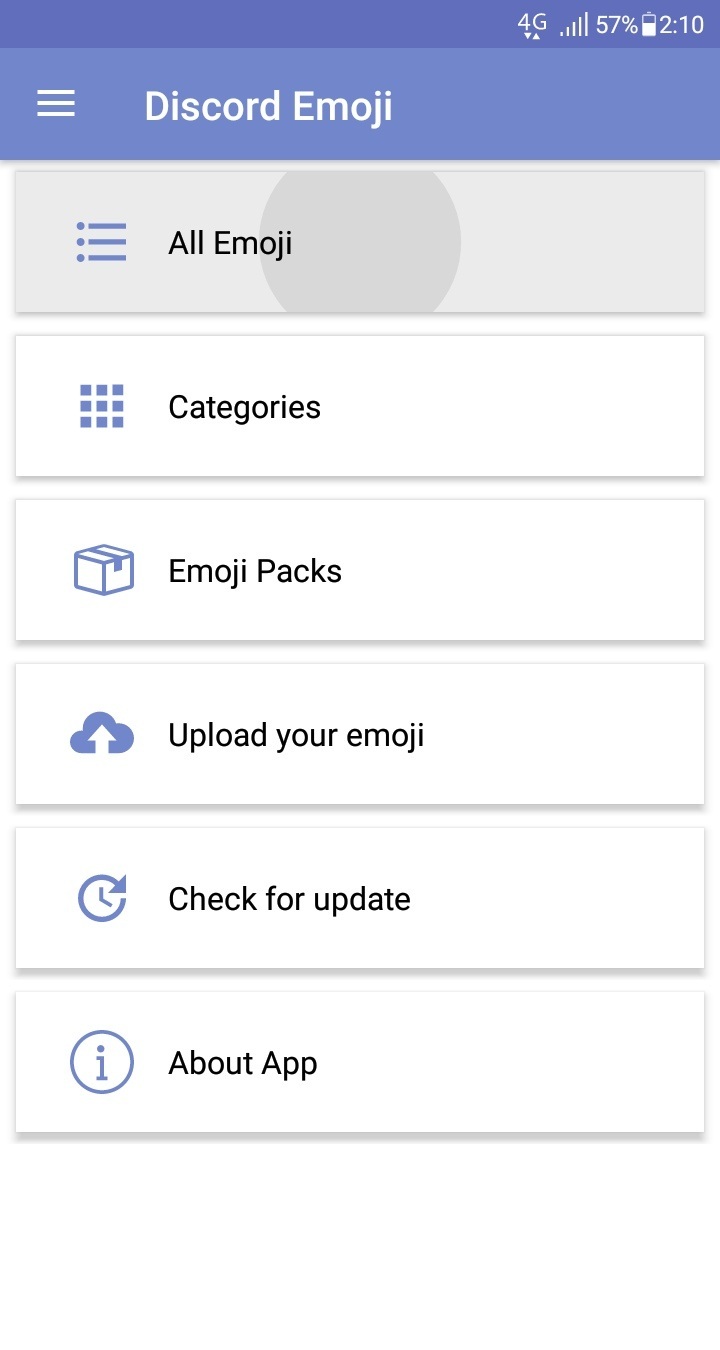 4G 57% 2:10
Discord Emoji
All Emoji
Categories
Emoji Packs
Upload your emoji
Check for update
About App